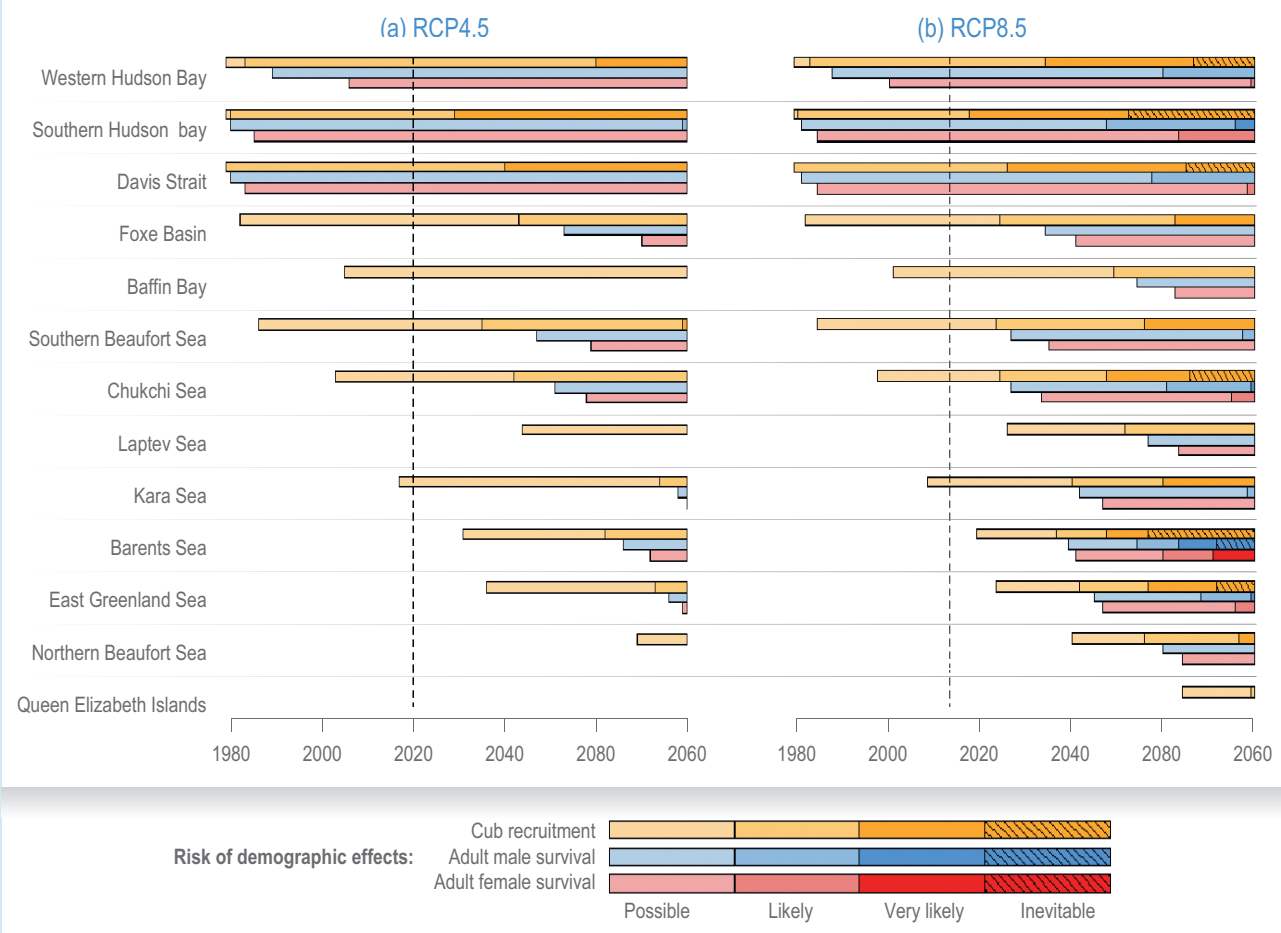 (a) RCP4.5
(b) RCP8.5
Western Hudson Bay
Southern Hudson bay
Davis Strait
Foxe Basin
Baffin Bay
Southern Beaufort Sea
Chukchi Sea
Laptev Sea
Kara Sea
Barents Sea
East Greenland Sea
Northern Beaufort Sea
Queen Elizabeth Islands
1980 2000 2020 2040 2080 2060
1980 2000 2020 2040 2080 2060
Risk of demographic effects:
Cub recruitment
Adult male survival
Adult female survival
Possible Likely Very likely Inevitable